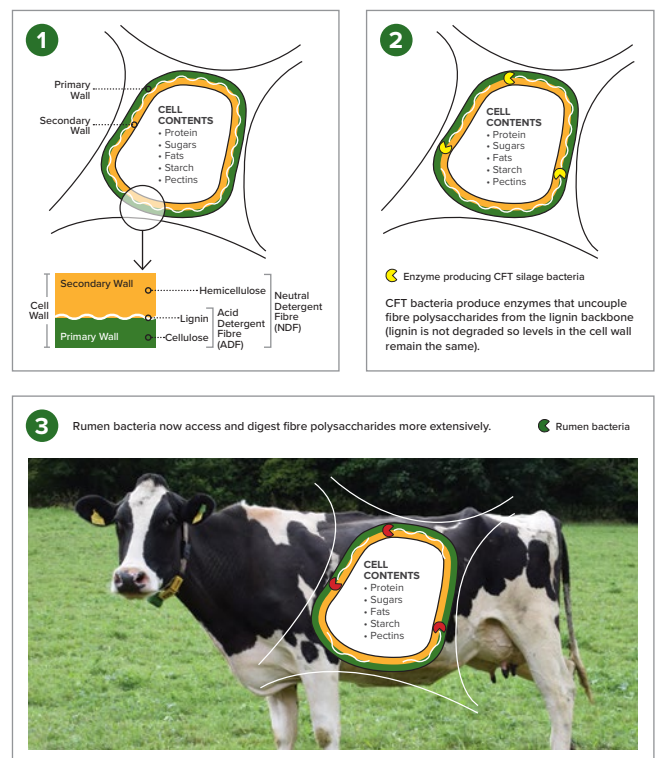 1
Primary
Wall
Secondary
Wall
CELL
CONTENTS
• Protein
• Sugars
• Fats
• Starch
• Pectins
Cell
Wall
Secondary Wall
Primary Wall
Hemicellulose
Lignin
Cellulose
Acid
Detergent
Fibre
(ADF)
Neutral
Detergent
Fibre
(NDF)
2
CELL
CONTENTS
• Protein
• Sugars
• Fats
• Starch
• Pectins
Enzyme producing CFT silage bacteria
CFT bacteria produce enzymes that uncouple
fibre polysaccharides from the lignin backbone
(lignin is not degraded so levels in the cell wall
remain the same).
3
Rumen bacteria now access and digest fibre polysaccharides more extensively.
Rumen bacteria
CELL
CONTENTS
• Protein
• Sugars
• Fats
• Starch
• Pectins